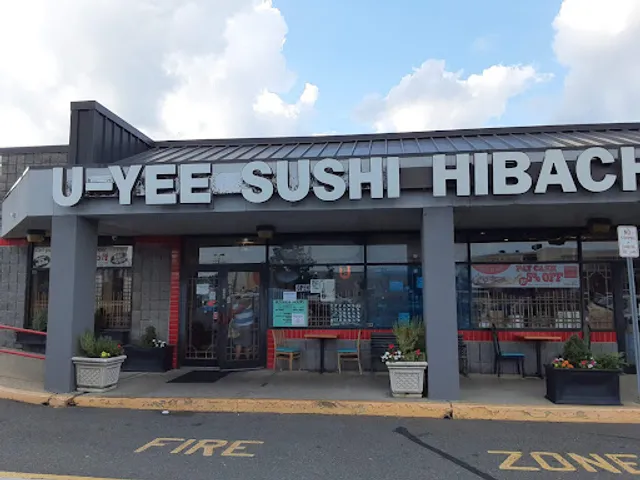 U-YEE SUSHI HIBACH
PAY CASH
5% OFF
FIRE ZONE